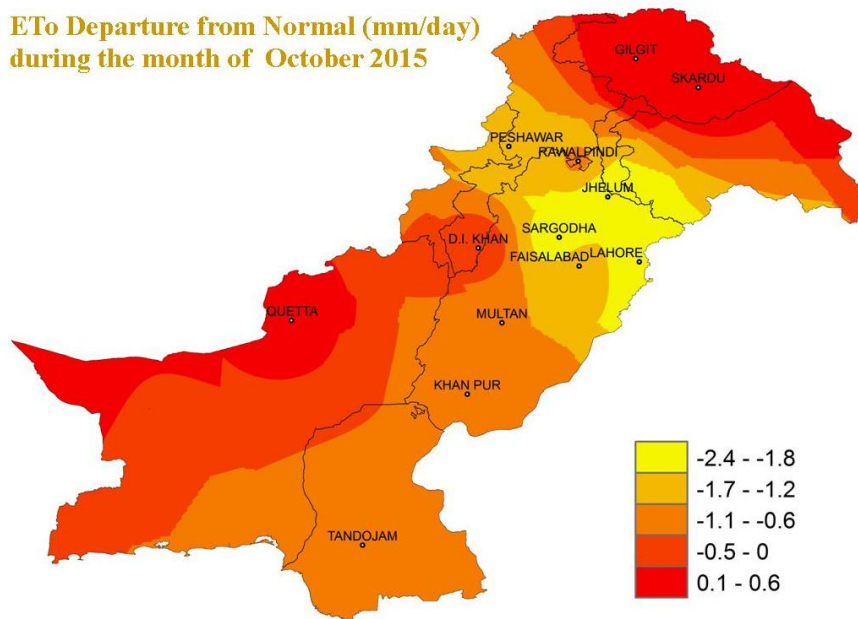 ETo Departure from Normal (mm/day)
during the month of October 2015
GILGIT
SKARDU
PESHAWAR
RAWALPINDI
JHELUM
SARGODHA
D.I. KHAN
FAISALABAD
LAHORE
QUETTA
MULTAN
KHAN PUR
TANDOJAM
-2.4 - -1.8
-1.7 - -1.2
-1.1 - -0.6
-0.5 - 0
0.1 - 0.6